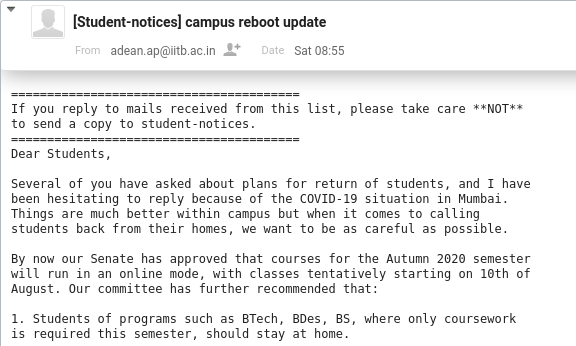 [Student-notices] campus reboot update
From adean.ap@iitb.ac.in Date Sat 08:55
========================================
If you reply to mails received from this list, please take care **NOT**
to send a copy to student-notices.
========================================
Dear Students,
Several of you have asked about plans for return of students, and I have
been hesitating to reply because of the COVID-19 situation in Mumbai.
Things are much better within campus but when it comes to calling
students back from their homes, we want to be as careful as possible.
By now our Senate has approved that courses for the Autumn 2020 semester
will run in an online mode, with classes tentatively starting on 10th of
August. Our committee has further recommended that:
1. Students of programs such as BTech, BDes, BS, where only coursework
is required this semester, should stay at home.